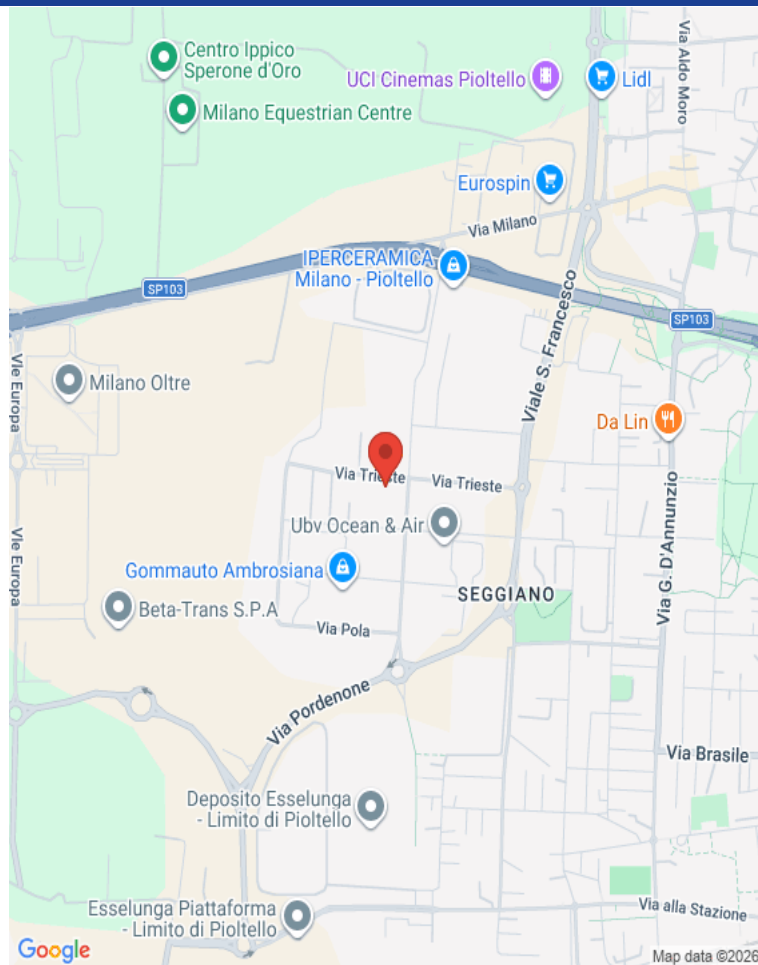 Centro Ippico
Sperone d'Oro
Via Aldo Moro
UCI Cinemas Pioltello
Lidl
Milano Equestrian Centre
Eurospin
Via Milano
IPERCERAMICA
Milano - Pioltello
SP103
SP103
Viale S. Francesco
Vle Europa
Milano Oltre
Da Lin
Via Trieste
Via Trieste
Ubv Ocean & Air
Via G. D'Annunzio
Vle Europa
Gommauto Ambrosiana
SEGGIANO
Beta-Trans S.P.A
Via Pola
Via Pordenone
Via Brasile
Deposito Esselunga
- Limito di Pioltello
Esselunga Piattaforma
- Limito di Pioltello
Via alla Stazione
Google
Map data ©2026